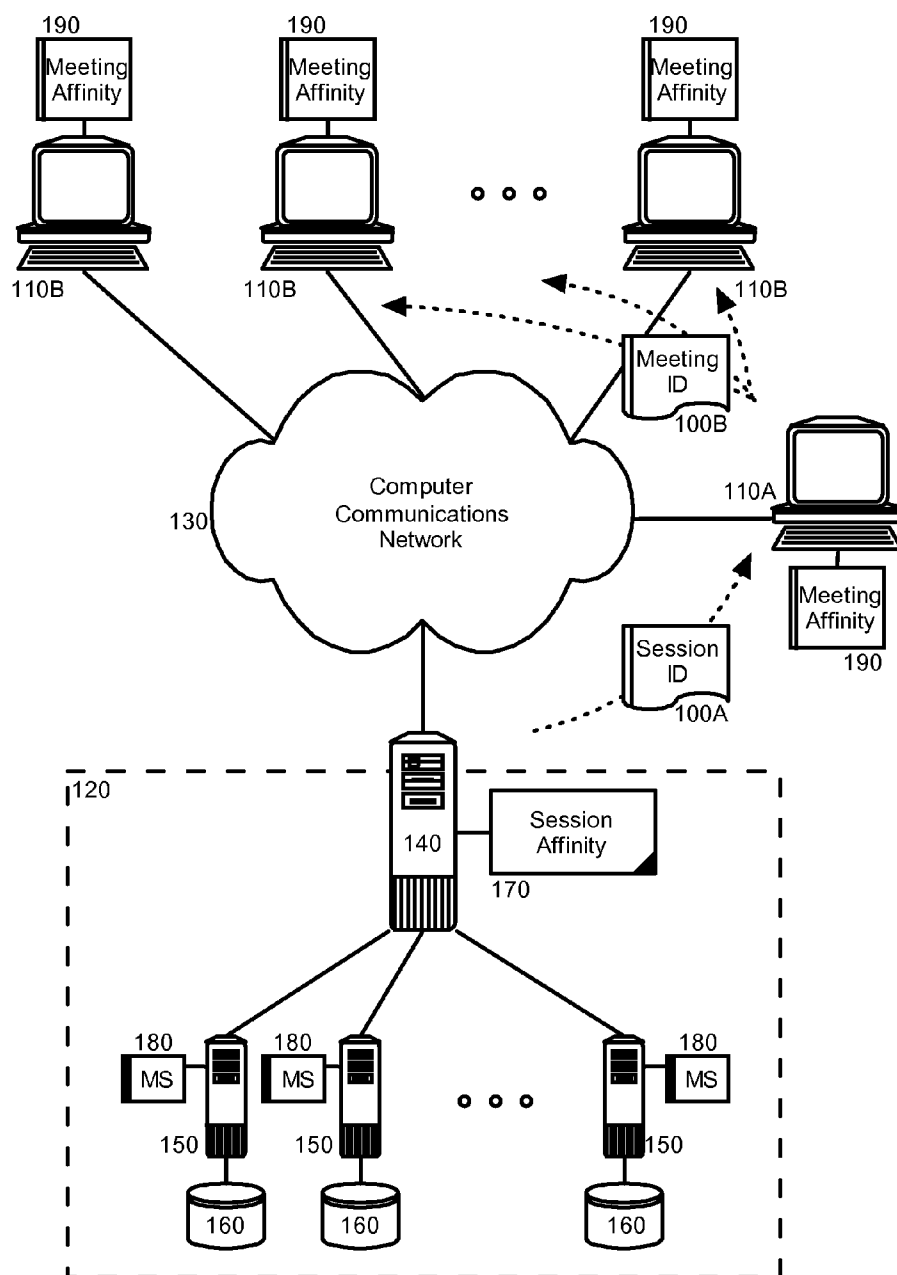 190
190
190
Meeting
Affinity
Meeting
Affinity
Meeting
Affinity
110B
110B
110B
Meeting
ID
100B
Computer
Communications
Network
130
110A
Meeting
Affinity
190
Session
ID
100A
120
140
Session
Affinity
170
180
MS
180
MS
180
MS
150
150
150
160
160
160